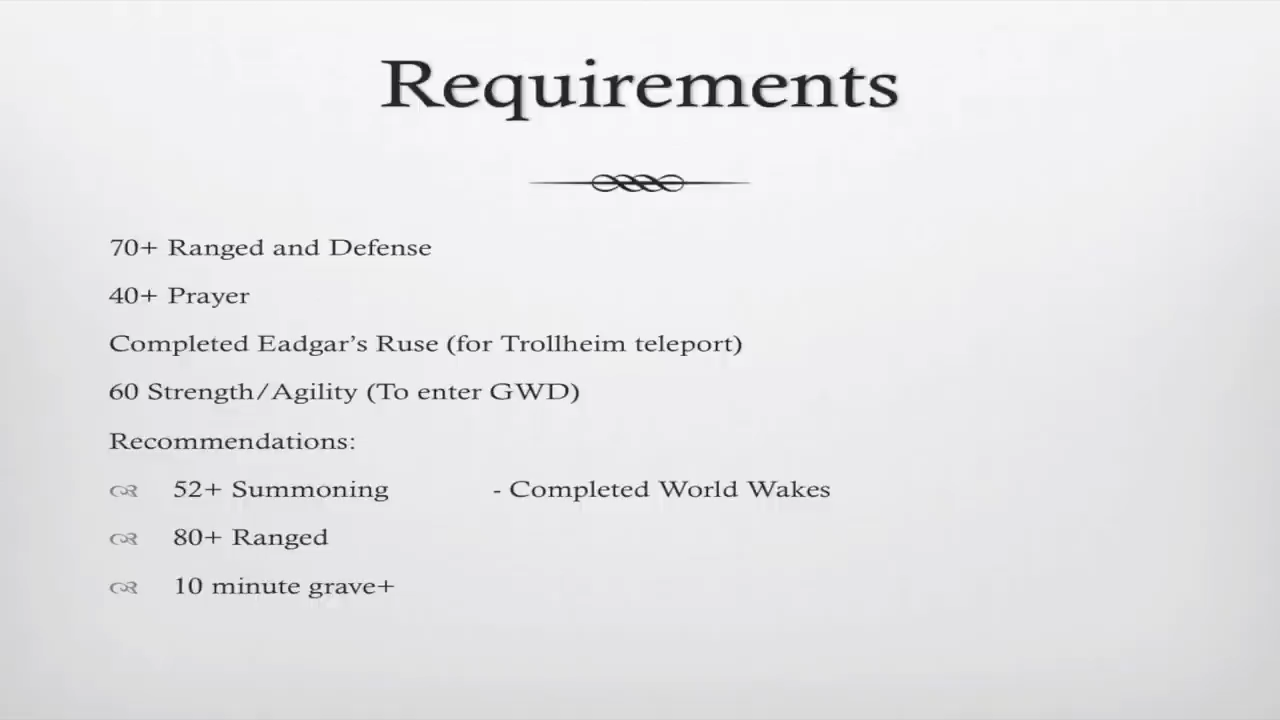 Requirements
70+ Ranged and Defense
40+ Prayer
Completed Eadgar’s Ruse (for Trollheim teleport)
60 Strength/Agility (To enter GWD)
Recommendations:
52+ Summoning - Completed World Wakes
80+ Ranged
10 minute grave+